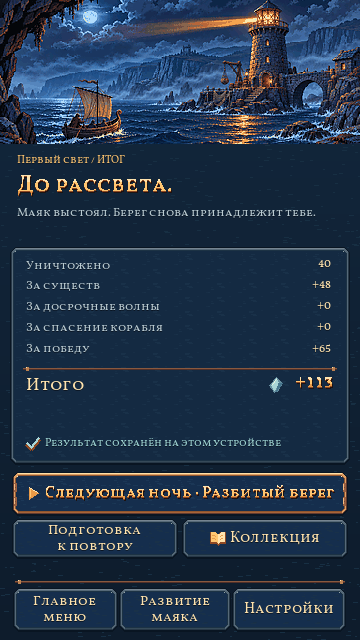 Первый свет / ИТОГ
До рассвета.
Маяк выстоял. Берег снова принадлежит тебе.
Уничтожено 40
За существ +48
За досрочные волны +0
За спасение корабля +0
За победу +65
Итого +113
Результат сохранён на этом устройстве
Следующая ночь · Разбитый берег
Подготовка
к повтору
Коллекция
Главное
меню
Развитие
маяка
Настройки